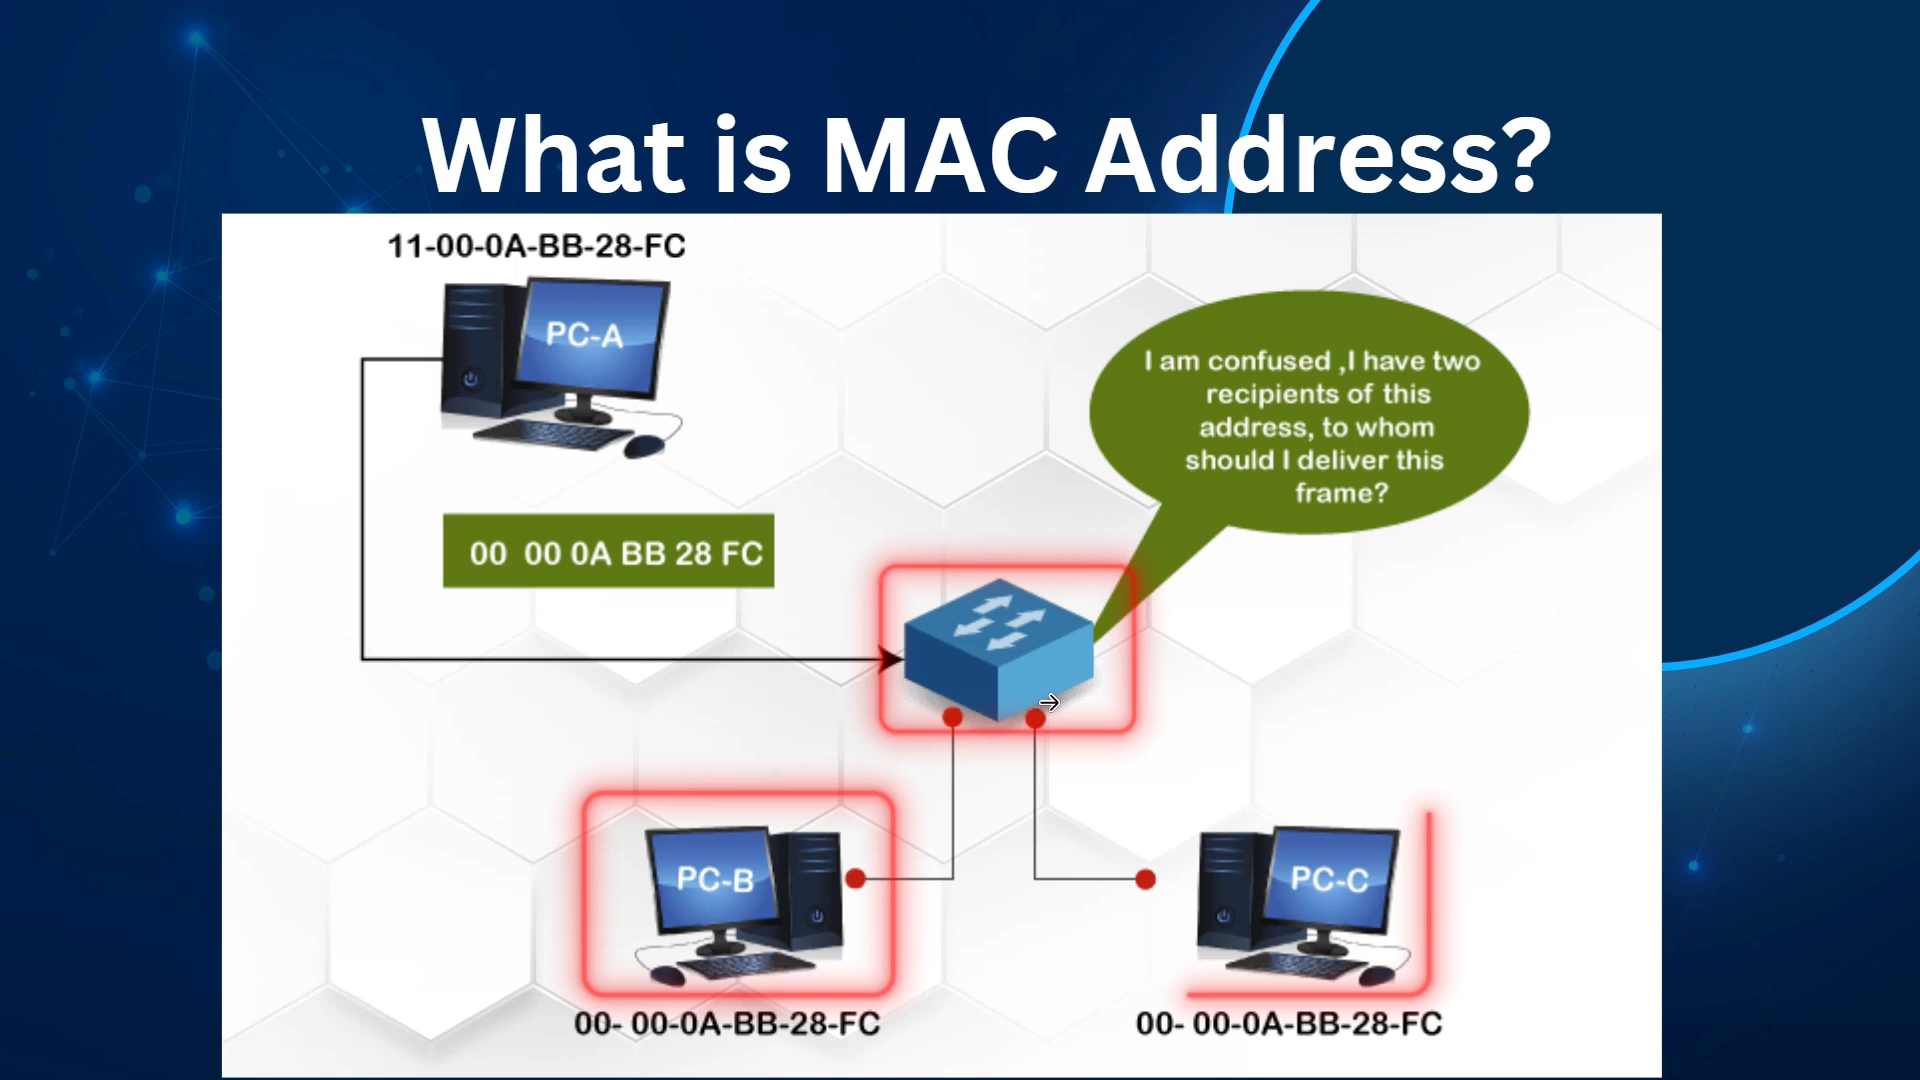 What is MAC Address?
11-00-0A-BB-28-FC
PC-A
I am confused ,I have two
recipients of this
address, to whom
should I deliver this
frame?
00 00 0A BB 28 FC
PC-B
PC-C
00- 00-0A-BB-28-FC
00- 00-0A-BB-28-FC